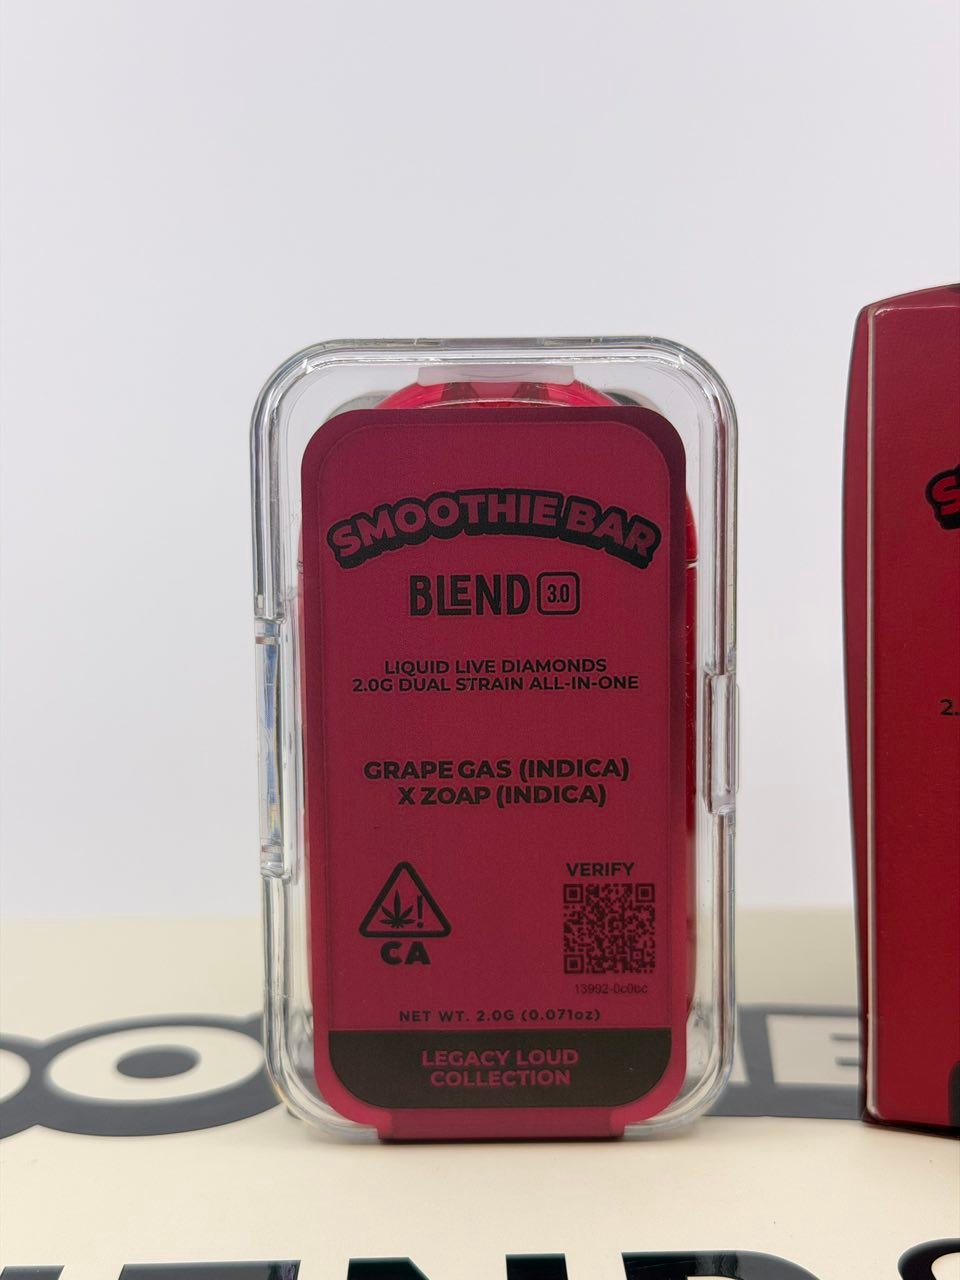 SMOOTHIE BAR
BLEND 3.0
LIQUID LIVE DIAMONDS
2.0G DUAL STRAIN ALL-IN-ONE
GRAPE GAS (INDICA)
X ZOAP (INDICA)
VERIFY
CA
13992-0c0bc
NET WT. 2.0G (0.071oz)
LEGACY LOUD
COLLECTION
2.